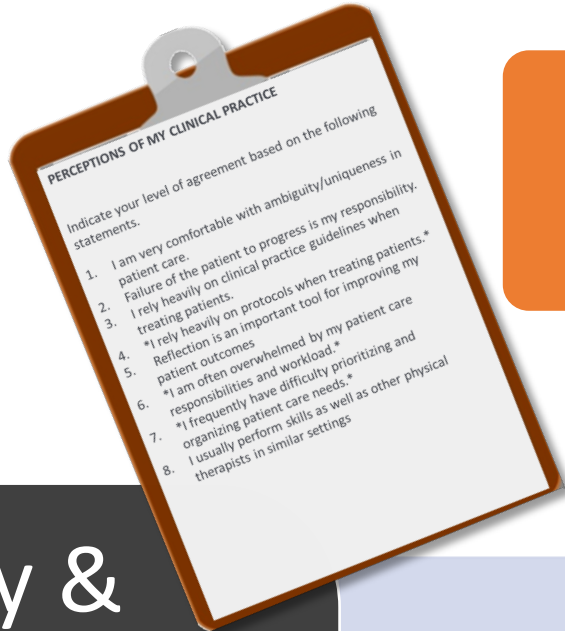 PERCEPTIONS OF MY CLINICAL PRACTICE
Indicate your level of agreement based on the following
statements.
1. I am very comfortable with ambiguity/uniqueness in
patient care.
2. Failure of the patient to progress is my responsibility.
3. I rely heavily on clinical practice guidelines when
treating patients.
4. *I rely heavily on protocols when treating patients.*
5. Reflection is an important tool for improving my
patient outcomes
6. *I am often overwhelmed by my patient care
responsibilities and workload.*
7. *I frequently have difficulty prioritizing and
organizing patient care needs.*
8. I usually perform skills as well as other physical
therapists in similar settings
y &